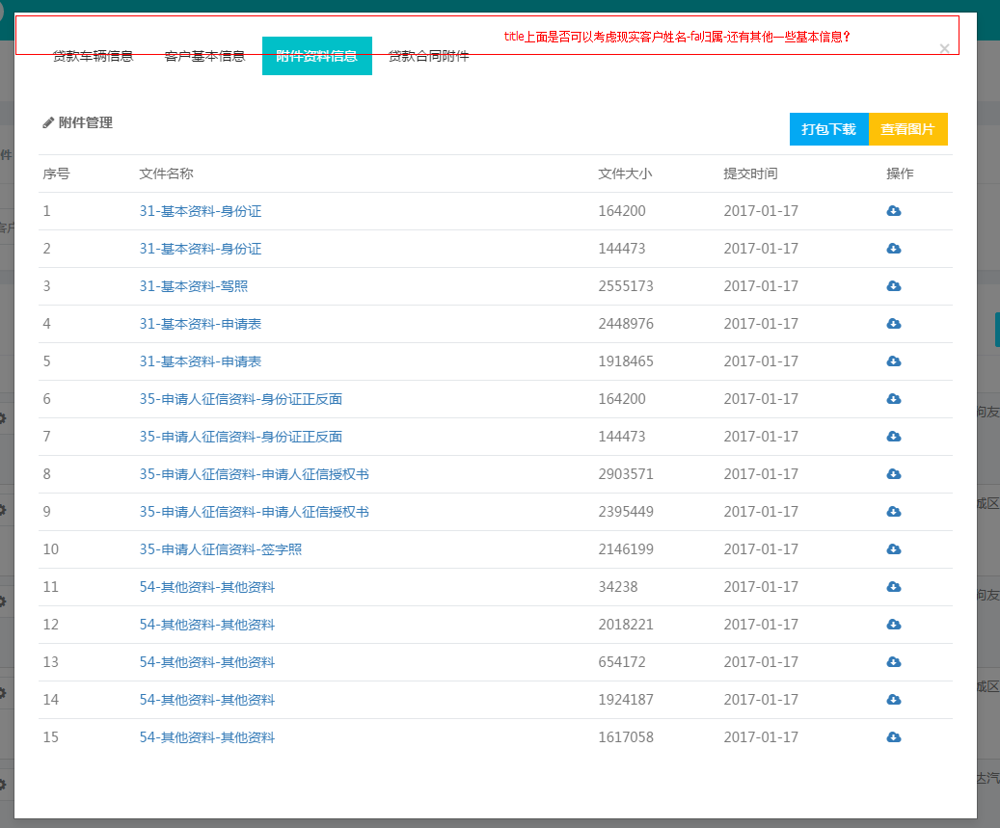 title上面是否可以考虑现实客户姓名-fa归属-还有其他一些基本信息?
贷款车辆信息 客户基本信息 附件资料信息 贷款合同附件 ×
附件管理 打包下载 查看图片
序号 文件名称 文件大小 提交时间 操作
1 31-基本资料-身份证 164200 2017-01-17
2 31-基本资料-身份证 144473 2017-01-17
3 31-基本资料-驾照 2555173 2017-01-17
4 31-基本资料-申请表 2448976 2017-01-17
5 31-基本资料-申请表 1918465 2017-01-17
6 35-申请人征信资料-身份证正反面 164200 2017-01-17
7 35-申请人征信资料-身份证正反面 144473 2017-01-17
8 35-申请人征信资料-申请人征信授权书 2903571 2017-01-17
9 35-申请人征信资料-申请人征信授权书 2395449 2017-01-17
10 35-申请人征信资料-签字照 2146199 2017-01-17
11 54-其他资料-其他资料 34238 2017-01-17
12 54-其他资料-其他资料 2018221 2017-01-17
13 54-其他资料-其他资料 654172 2017-01-17
14 54-其他资料-其他资料 1924187 2017-01-17
15 54-其他资料-其他资料 1617058 2017-01-17
件
客户
友
城区
友
城区
达汽